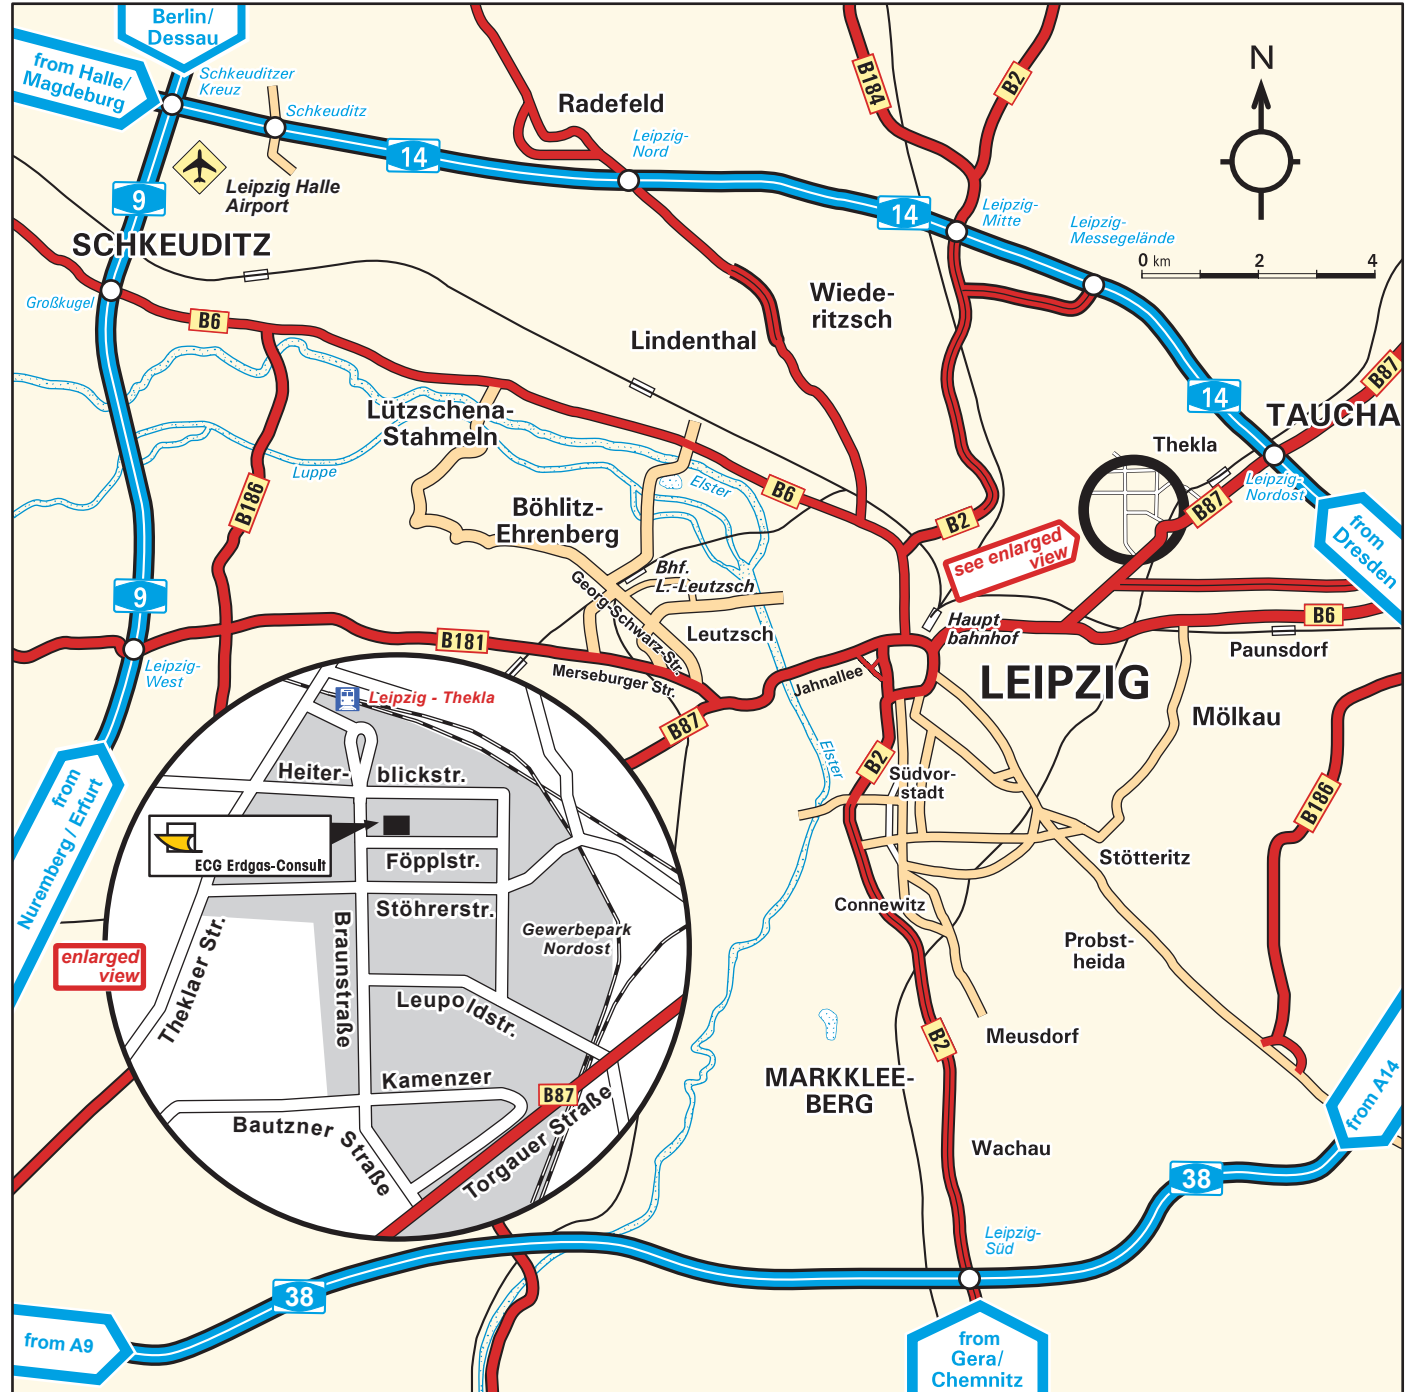 Berlin/
Dessau
from Halle/
Magdeburg
Schkeuditzer
Kreuz
Schkeuditz
14
9
Leipzig Halle
Airport
SCHKEUDITZ
Großkugel
B6
Radefeld
Leipzig-
Nord
B184
B2
N
14
Leipzig-
Mitte
Leipzig-
Messegelände
0 km
2
4
Wiede-
ritzsch
Lindenthal
Lützschena-
Stahmeln
Luppe
B186
Böhlitz-
Ehrenberg
Elster
B6
B2
14
B87
TAUCHA
Thekla
Leipzig-
Nordost
B87
from
Dresden
see enlarged
view
9
Bhf.
L.-Leutzsch
Georg-Schwarz-Str.
Leutzsch
B181
Merseburger Str.
Leipzig-
West
Jahnallee
Haupt
bahnhof
LEIPZIG
B6
Paunsdorf
Mölkau
B87
Elster
B2
Südvor-
stadt
B186
Stötteritz
Connewitz
Probst-
heida
from
Nuremberg / Erfurt
Leipzig - Thekla
Heiter-
blickstr.
ECG Erdgas-Consult
Föpplstr.
Stöhrerstr.
Gewerbepark
Nordost
Theklaer Str.
Braunstraße
Leupoldstr.
Kamenzer
B87
Bautzner Straße
Torgauer Straße
enlarged
view
B2
Meusdorf
MARKKLEE-
BERG
Wachau
from A14
38
Leipzig-
Süd
38
from A9
from
Gera/
Chemnitz